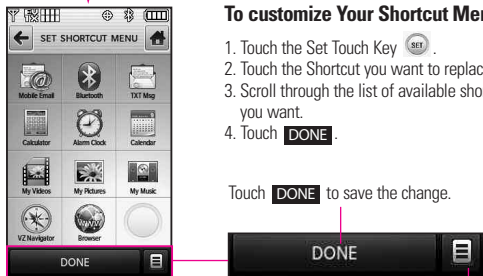 SET SHORTCUT MENU
Mobile Email Bluetooth TXT Msg
Calculator Alarm Clock Calendar
My Videos My Pictures My Music
VZ Navigator Browser
DONE
To customize Your Shortcut Men
1. Touch the Set Touch Key SET .
2. Touch the Shortcut you want to replac
3. Scroll through the list of available sho
you want.
4. Touch DONE .
Touch DONE to save the change.
DONE